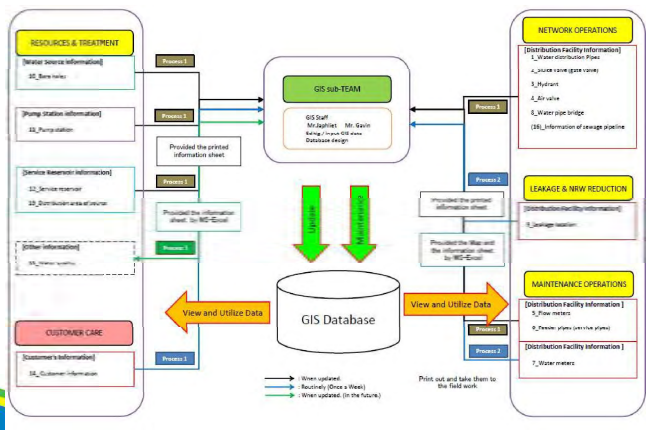 RESOURCES & TREATMENT
[Water Source information]
10_Bore holes
Process 1
[Pump Station information]
11_Pump station
Process 1
[Service Reservoir information]
12_Service reservoir
13_Distribution area of source
Process 1
[Other information]
Process 3
CUSTOMER CARE
[Customer's Information]
14_Customer information
Process 1
Provided the printed
information sheet
Provided the information
sheet by MS-Excel
GIS sub-TEAM
GIS Staff
Mr.Japhliet Mr. Gavin
Editing / input GIS data
Database design
Update
Maintenance
View and Utilize Data
GIS Database
View and Utilize Data
: When updated.
: Routinely (Once a Week)
: When updated. (In the future.)
Print out and take them to
the field work
NETWORK OPERATIONS
[Distribution Facility Information]
1_Water distribution Pipes
2_Sluice valve (gate valve)
3_Hydrant
4_Air valve
8_Water pipe bridge
(16)_Information of sewage pipeline
Process 1
Process 2
Provided the printed
information sheet
Provided the Map and
the information sheet
by MS-Excel
LEAKAGE & NRW REDUCTION
[Distribution Facility Information]
9_Leakage location
MAINTENANCE OPERATIONS
[Distribution Facility Information ]
5_Flow meters
6_Feeder pipes (service pipes)
Process 1
[Distribution Facility Information ]
7_Water meters
Process 2